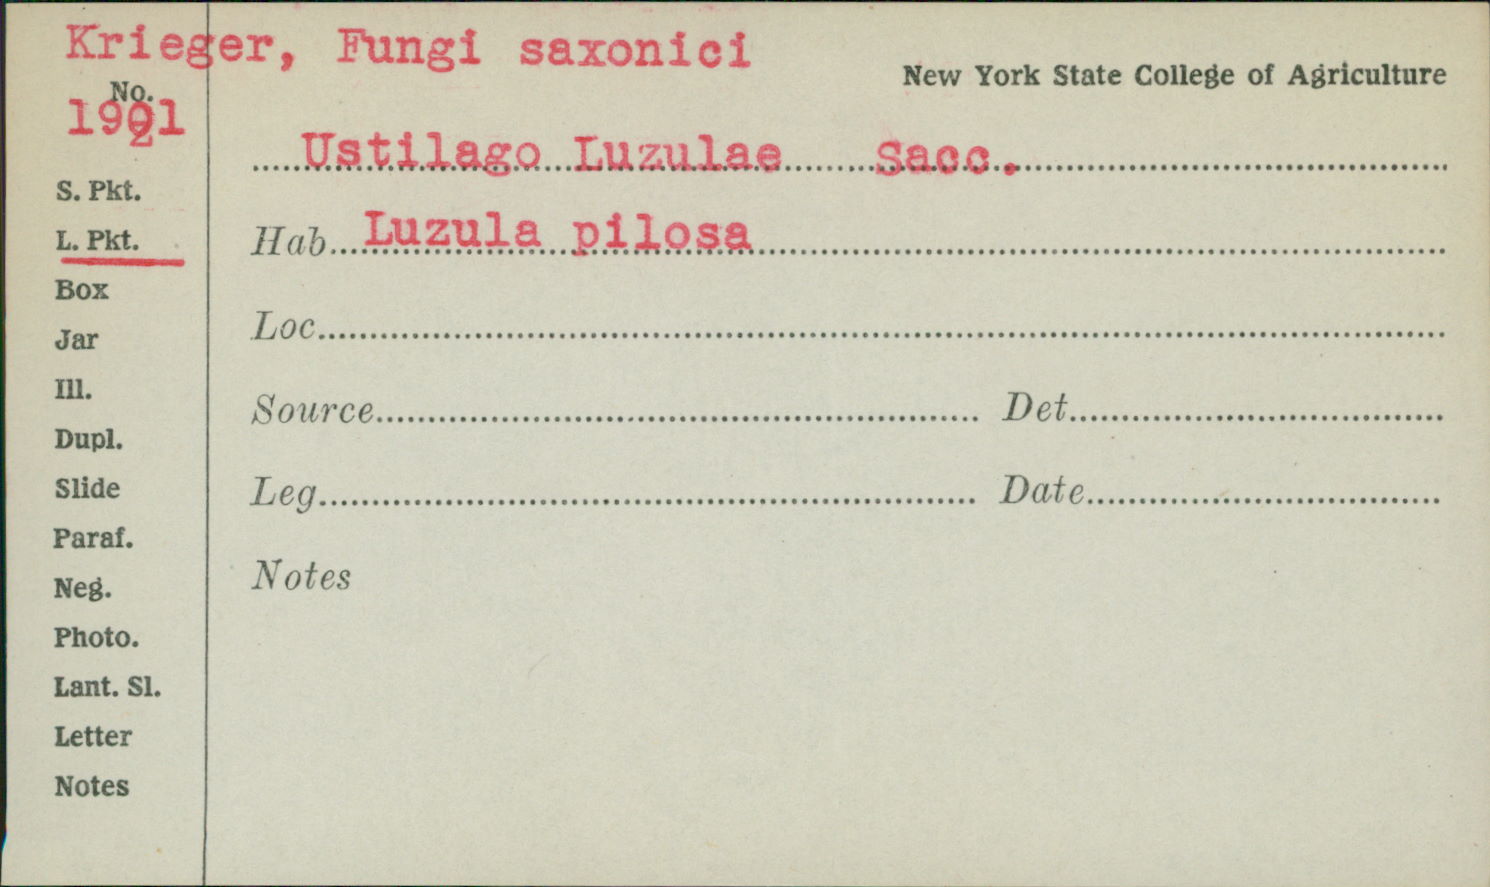 Krieger, Fungi saxonici
New York State College of Agriculture
No.
Ustilago Luzulae Sacc.
S. Pkt.
L. Pkt.
Hab Luzula pilosa
Box
Loc
Jar
Ill.
Source Det
Dupl.
Slide
Leg Date
Paraf.
Neg.
Notes
Photo.
Lant. Sl.
Letter
Notes